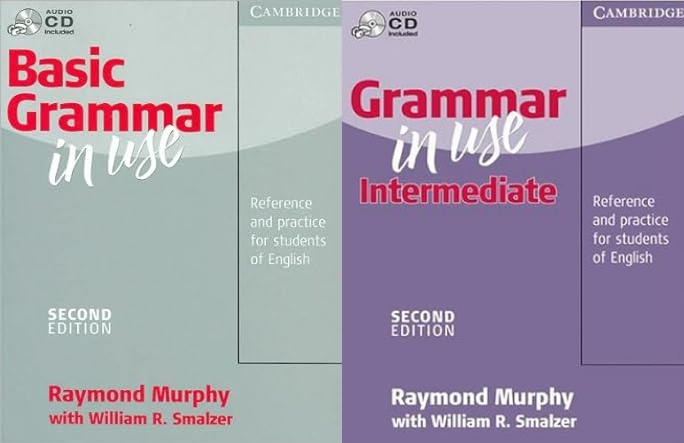 AUDIO
CD
included
CAMBRIDGE
Basic
Grammar
in use
Reference
and practice
for students
of English
SECOND
EDITION
Raymond Murphy
with William R. Smalzer
AUDIO
CD
included
CAMBRIDGE
Grammar
in use
Intermediate
Reference
and practice
for students
of English
SECOND
EDITION
Raymond Murphy
with William R. Smalzer